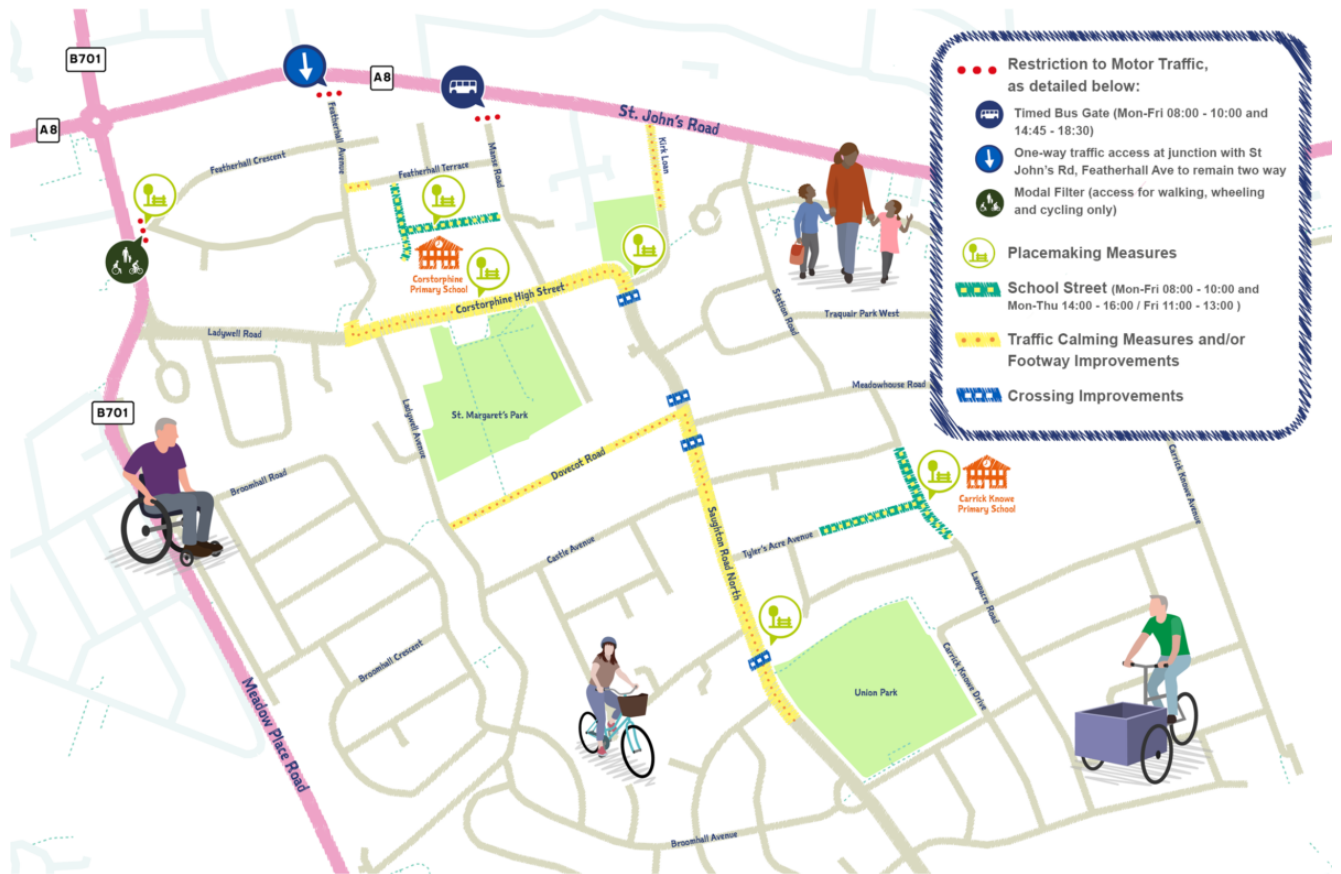 B701
A8
A8
St. John's Road
Featherhall Avenue
Featherhall Crescent
Featherhall Terrace
Manse Road
Kirk Loan
Corstorphine
Primary School
Corstorphine High Street
Ladywell Road
Station Road
Traquair Park West
Meadowhouse Road
B701
St. Margaret's Park
Ladywell Avenue
Dovecot Road
Broomhall Road
Castle Avenue
Saughton Road North
Tyler's Acre Avenue
Carrick Knowe
Primary School
Carrick Knowe Avenue
Lampacre Road
Broomhall Crescent
Carrick Knowe Drive
Union Park
Meadow Place Road
Broomhall Avenue
Restriction to Motor Traffic,
as detailed below:
Timed Bus Gate (Mon-Fri 08:00 - 10:00 and
14:45 - 18:30)
One-way traffic access at junction with St
John's Rd, Featherhall Ave to remain two way
Modal Filter (access for walking, wheeling
and cycling only)
Placemaking Measures
School Street (Mon-Fri 08:00 - 10:00 and
Mon-Thu 14:00 - 16:00 / Fri 11:00 - 13:00 )
Traffic Calming Measures and/or
Footway Improvements
Crossing Improvements